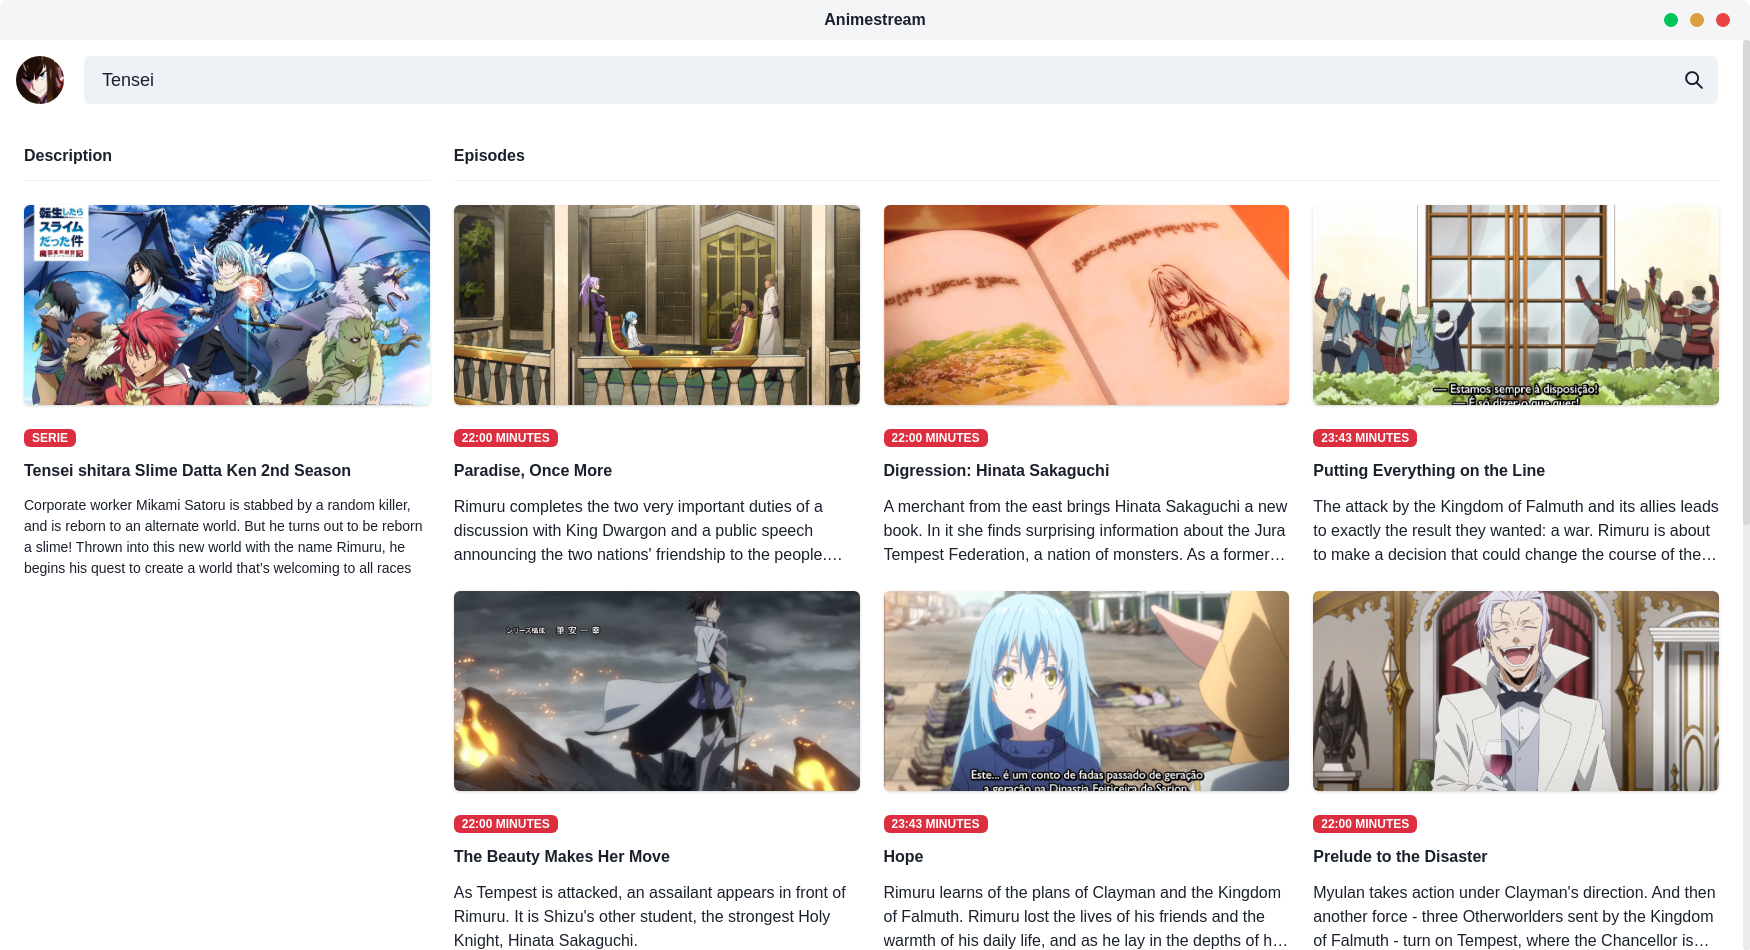 Animestream
Tensei
Description
Episodes
転生したら
スライム
だった件
SERIE
Tensei shitara Slime Datta Ken 2nd Season
Corporate worker Mikami Satoru is stabbed by a random killer,
and is reborn to an alternate world. But he turns out to be reborn
a slime! Thrown into this new world with the name Rimuru, he
begins his quest to create a world that's welcoming to all races
22:00 MINUTES
Paradise, Once More
Rimuru completes the two very important duties of a
discussion with King Dwargon and a public speech
announcing the two nations' friendship to the people.…
22:00 MINUTES
Digression: Hinata Sakaguchi
A merchant from the east brings Hinata Sakaguchi a new
book. In it she finds surprising information about the Jura
Tempest Federation, a nation of monsters. As a former…
— Estamos sempre à disposição!
— É só dizer o que quer!
23:43 MINUTES
Putting Everything on the Line
The attack by the Kingdom of Falmuth and its allies leads
to exactly the result they wanted: a war. Rimuru is about
to make a decision that could change the course of the…
シリーズ構成 筆安一幸
22:00 MINUTES
The Beauty Makes Her Move
As Tempest is attacked, an assailant appears in front of
Rimuru. It is Shizu's other student, the strongest Holy
Knight, Hinata Sakaguchi.
Este... é um conto de fadas passado de geração
a geração na Dinastia Feiticeira de Sarion.
23:43 MINUTES
Hope
Rimuru learns of the plans of Clayman and the Kingdom
of Falmuth. Rimuru lost the lives of his friends and the
warmth of his daily life, and as he lay in the depths of h…
22:00 MINUTES
Prelude to the Disaster
Myulan takes action under Clayman's direction. And then
another force - three Otherworlders sent by the Kingdom
of Falmuth - turn on Tempest, where the Chancellor is…